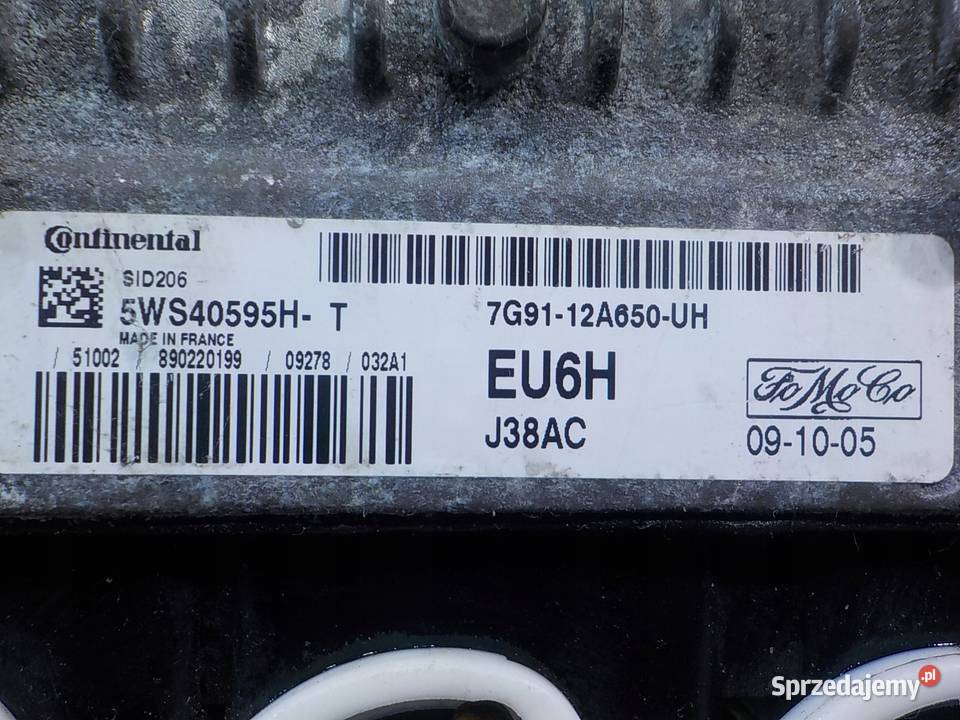 Continental
SID206
5WS40595H- T
MADE IN FRANCE
/ 51002 / 890220199 / 09278 / 032A1
7G91-12A650-UH
EU6H
J38AC
FoMoCo
09-10-05
Sprzedajemy.pl